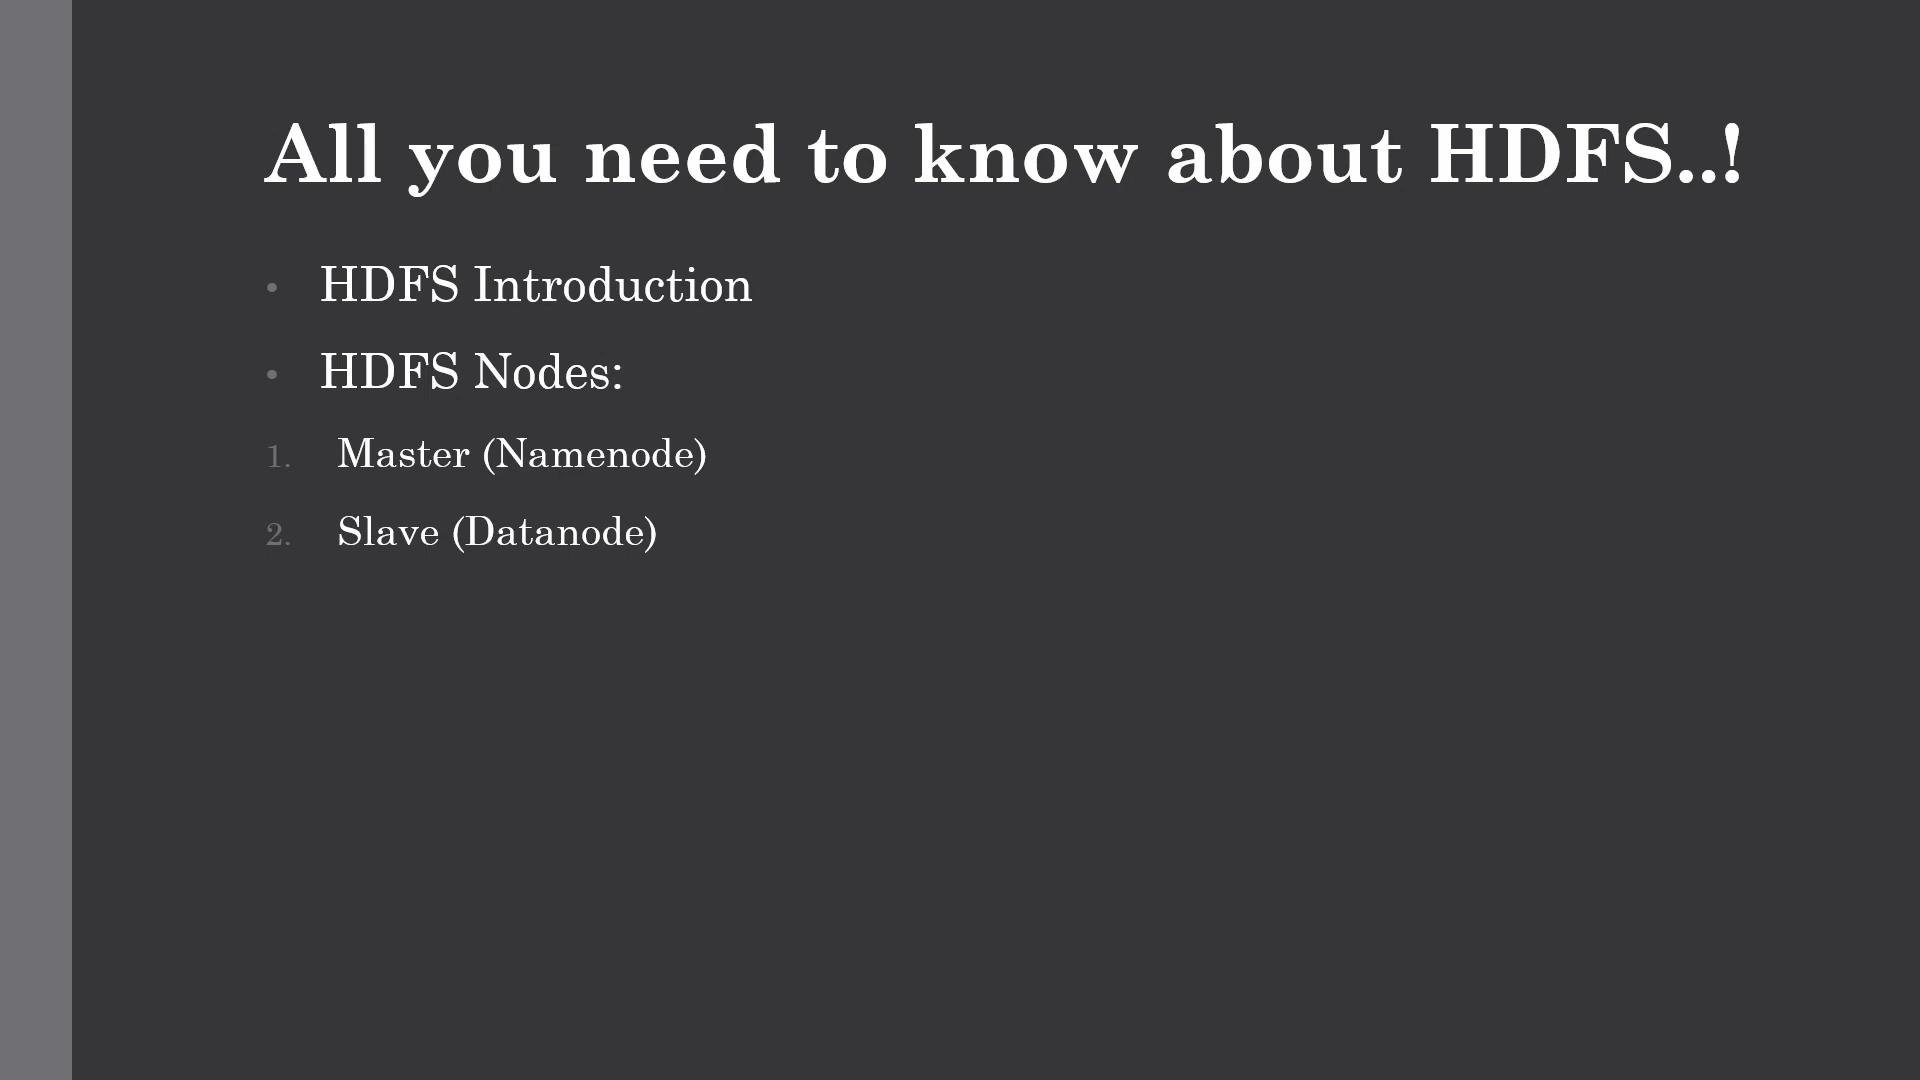 All you need to know about HDFS..!
• HDFS Introduction
• HDFS Nodes:
1. Master (Namenode)
2. Slave (Datanode)